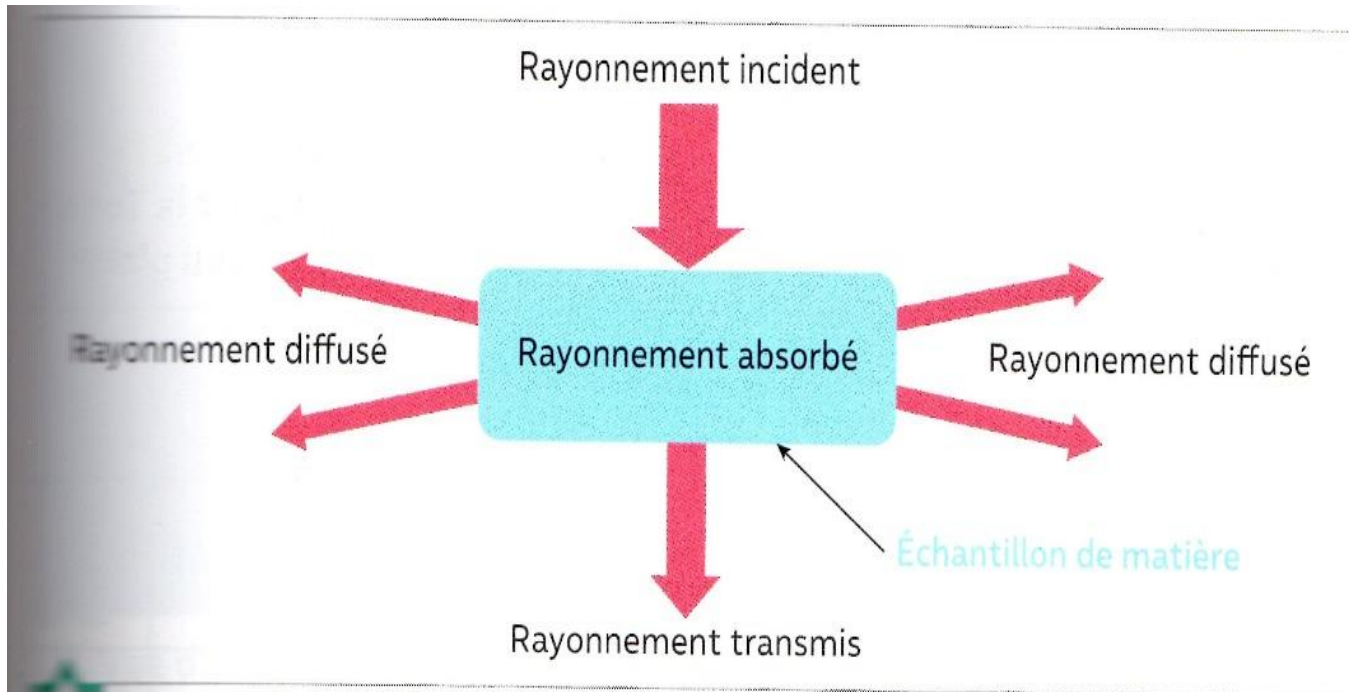 Rayonnement incident
Rayonnement diffusé
Rayonnement absorbé
Rayonnement diffusé
Échantillon de matière
Rayonnement transmis